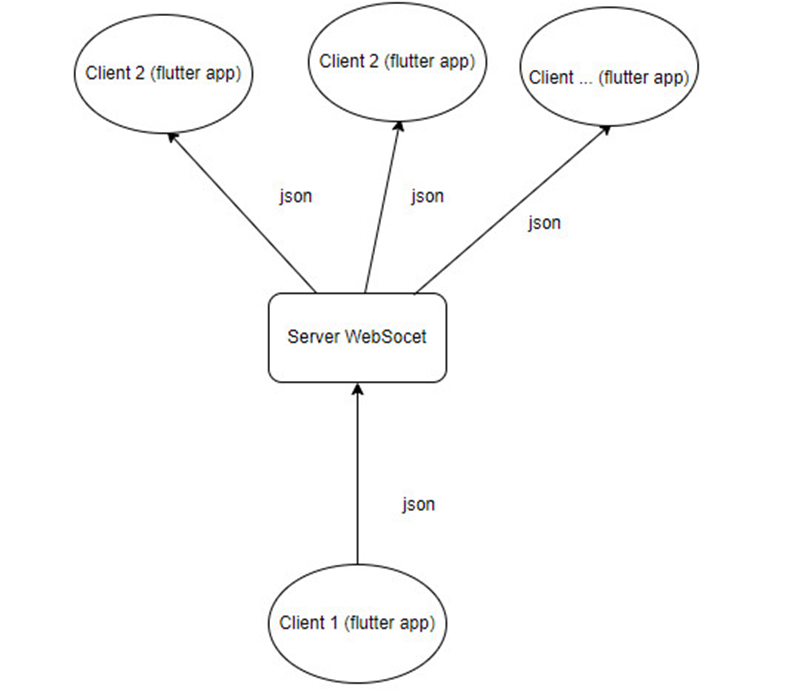 Client 2 (flutter app)
Client 2 (flutter app)
Client ... (flutter app)
json
json
json
Server WebSocet
json
Client 1 (flutter app)